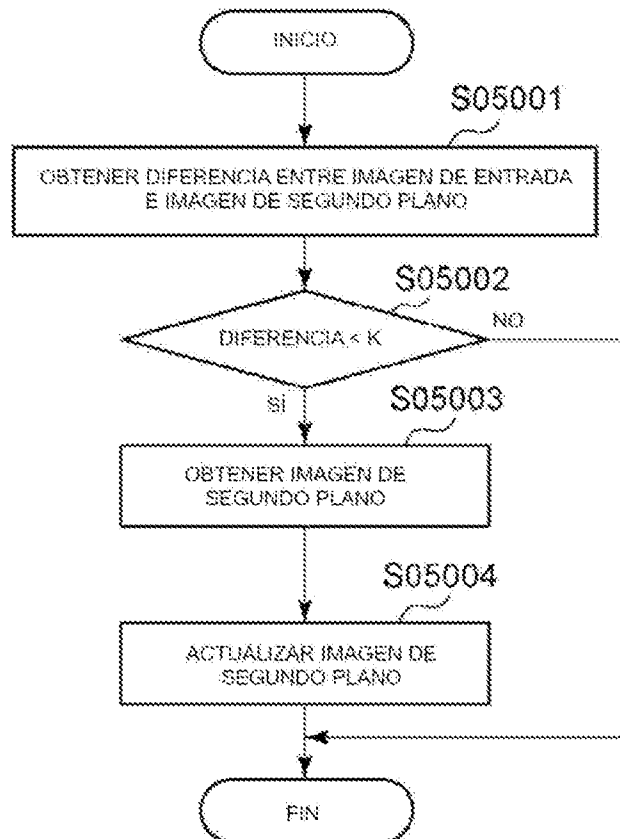 INICIO
S05001
OBTENER DIFERENCIA ENTRE IMAGEN DE ENTRADA
E IMAGEN DE SEGUNDO PLANO
S05002
DIFERENCIA < K
NO
SÍ
S05003
OBTENER IMAGEN DE
SEGUNDO PLANO
S05004
ACTUALIZAR IMAGEN DE
SEGUNDO PLANO
FIN